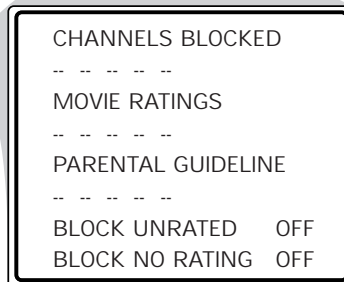 CHANNELS BLOCKED
-- -- -- -- --
MOVIE RATINGS
-- -- -- -- --
PARENTAL GUIDELINE
-- -- -- -- --
BLOCK UNRATED OFF
BLOCK NO RATING OFF